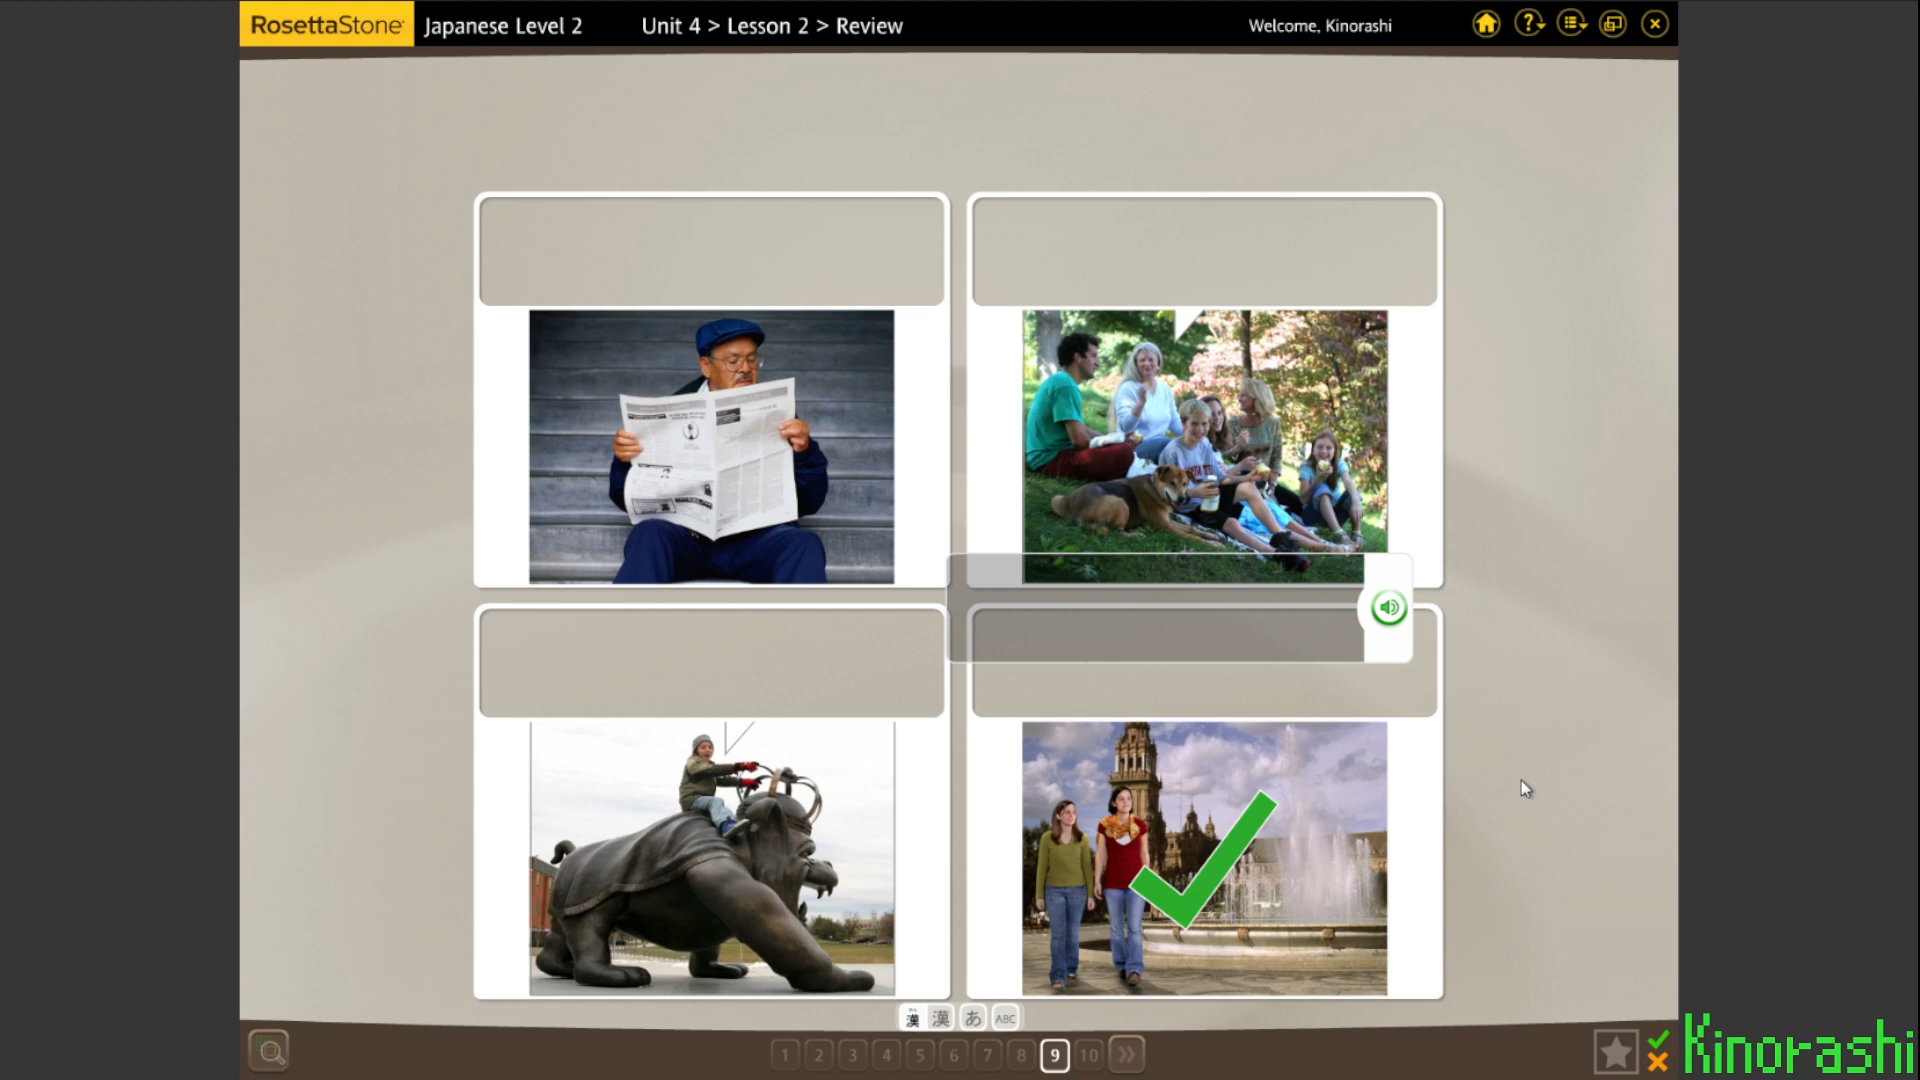 RosettaStone Japanese Level 2 Unit 4 > Lesson 2 > Review Welcome, Kinorashi
漢 漢 あ ABC
1 2 3 4 5 6 7 8 9 10
Kinorashi